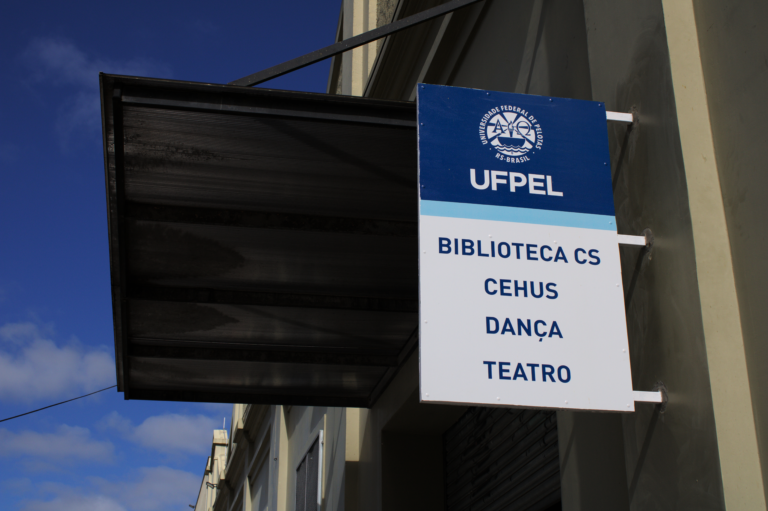 UNIVERSIDADE FEDERAL DE PELOTAS
RS-BRASIL
UFPEL
BIBLIOTECA CS
CEHUS
DANÇA
TEATRO